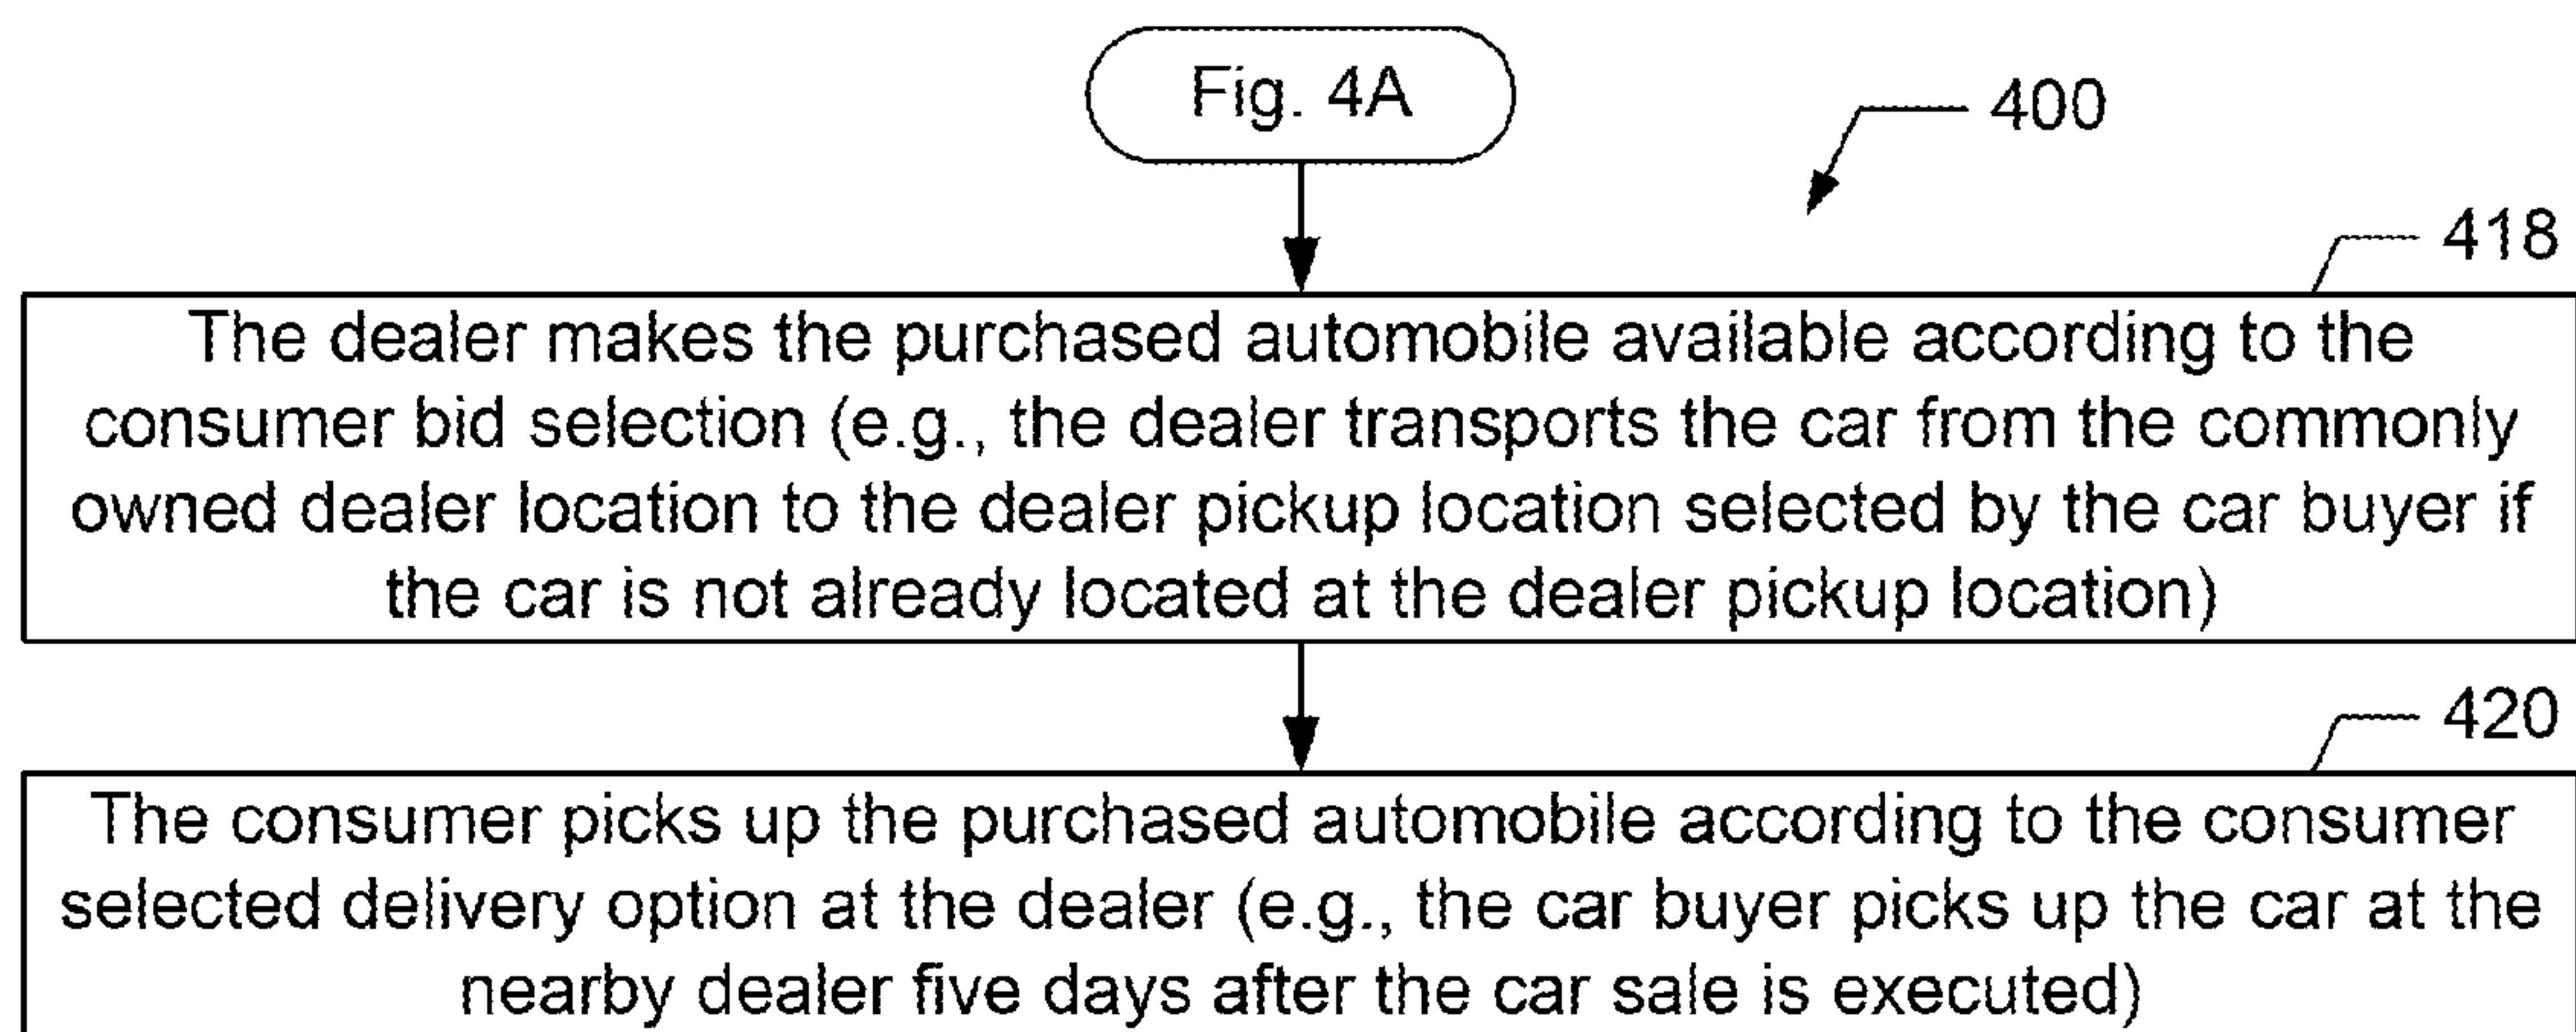 Fig. 4A
400
418
The dealer makes the purchased automobile available according to the
consumer bid selection (e.g., the dealer transports the car from the commonly
owned dealer location to the dealer pickup location selected by the car buyer if
the car is not already located at the dealer pickup location)
420
The consumer picks up the purchased automobile according to the consumer
selected delivery option at the dealer (e.g., the car buyer picks up the car at the
nearby dealer five days after the car sale is executed)